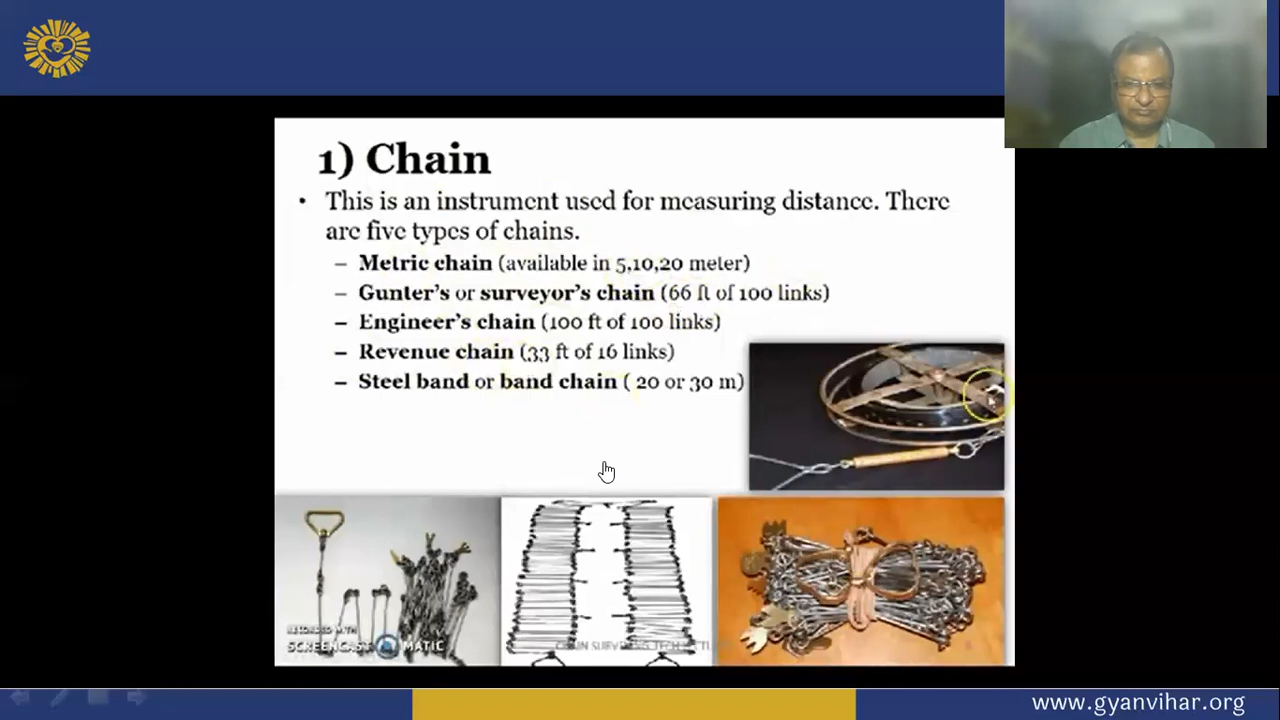 1) Chain
• This is an instrument used for measuring distance. There
are five types of chains.
– Metric chain (available in 5,10,20 meter)
– Gunter's or surveyor's chain (66 ft of 100 links)
– Engineer's chain (100 ft of 100 links)
– Revenue chain (33 ft of 16 links)
– Steel band or band chain ( 20 or 30 m)
RECORDED WITH
SCREENCAST MATIC
www.gyanvihar.org